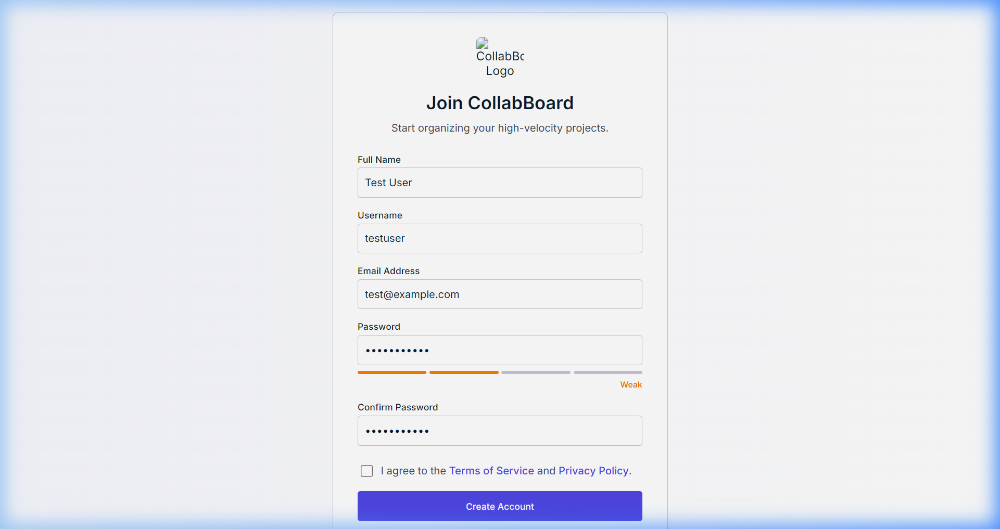 CollabBo
Logo
Join CollabBoard
Start organizing your high-velocity projects.
Full Name
Test User
Username
testuser
Email Address
test@example.com
Password
•••••••••••
Weak
Confirm Password
•••••••••••
I agree to the Terms of Service and Privacy Policy.
Create Account